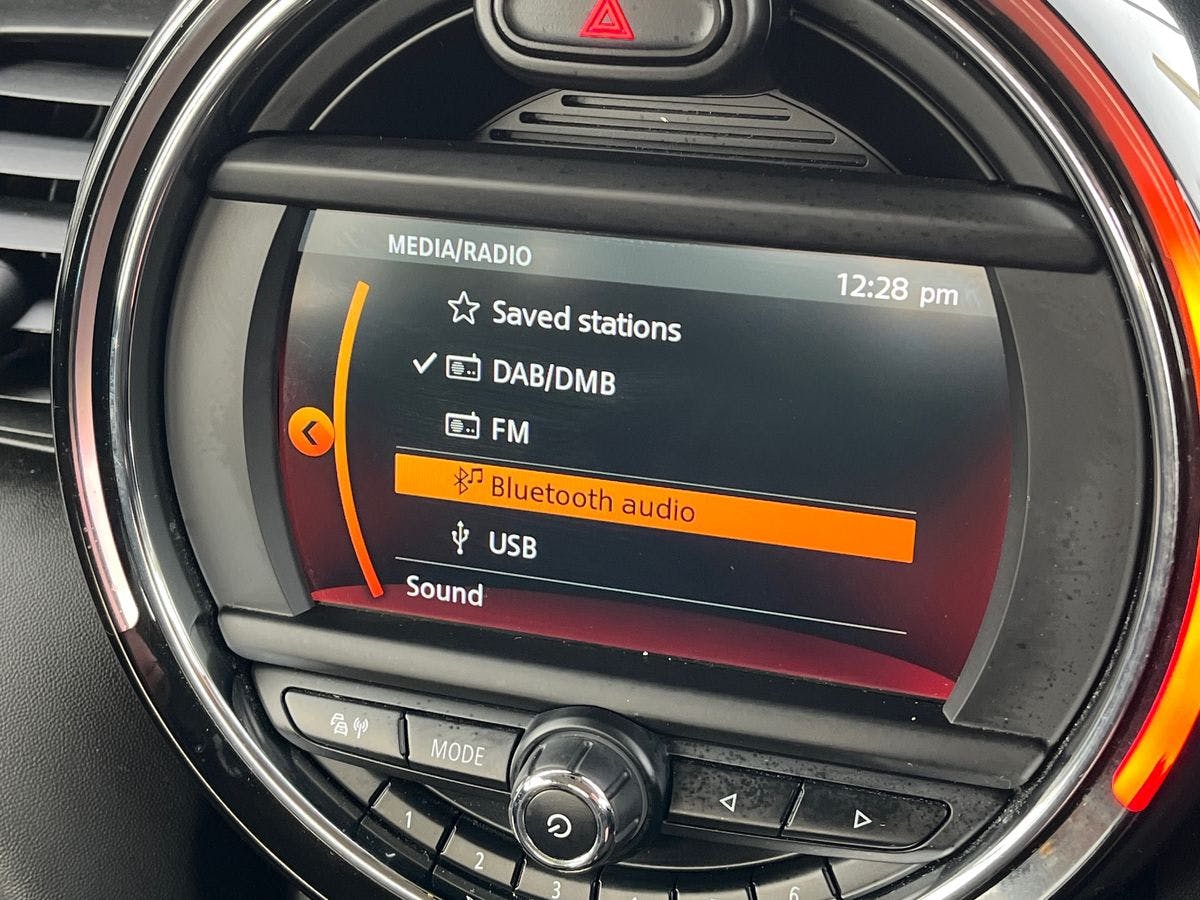 MEDIA/RADIO
12:28 pm
Saved stations
DAB/DMB
FM
Bluetooth audio
USB
Sound
MODE
1
2
3
6